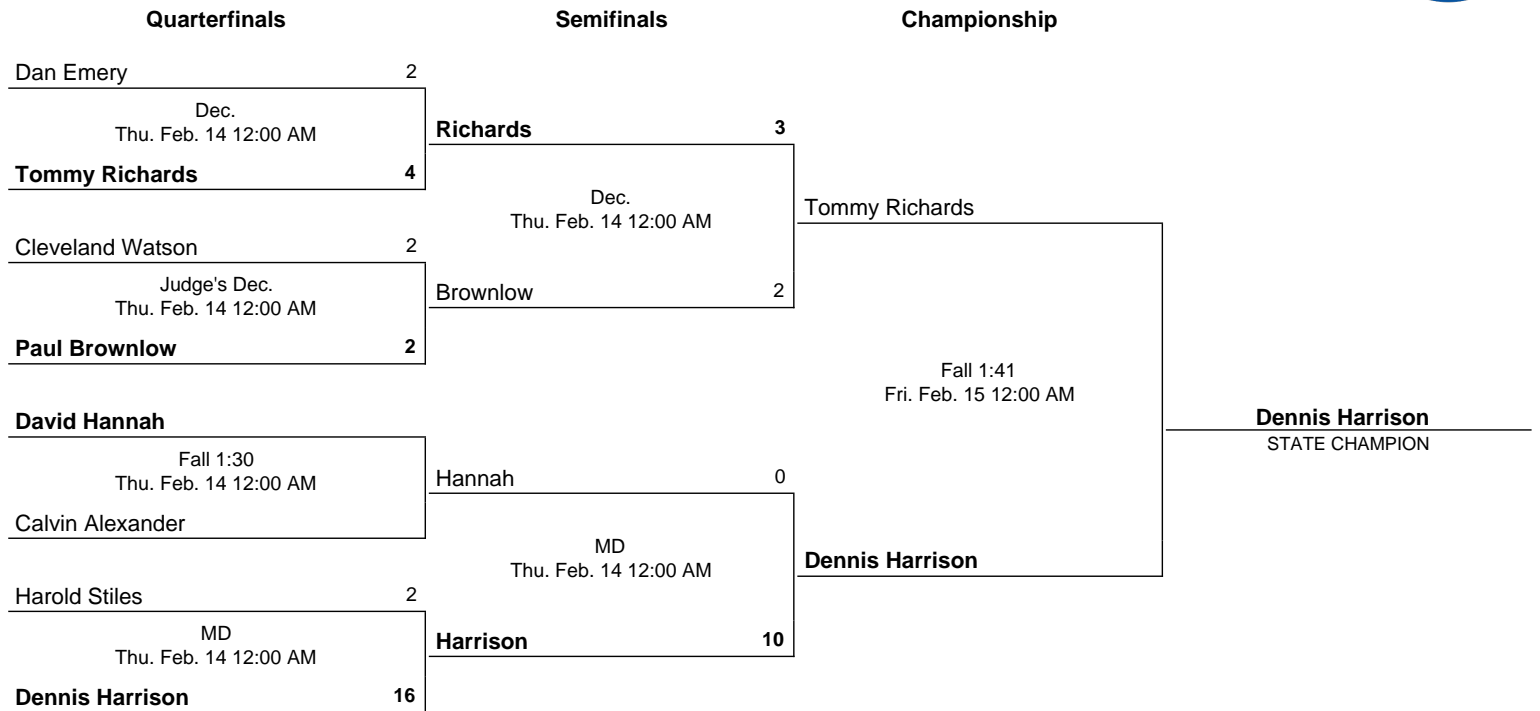 Quarterfinals
Semifinals
Championship
Dan Emery 2
Dec.
Thu. Feb. 14 12:00 AM
Tommy Richards 4
Cleveland Watson 2
Judge's Dec.
Thu. Feb. 14 12:00 AM
Paul Brownlow 2
David Hannah
Fall 1:30
Thu. Feb. 14 12:00 AM
Calvin Alexander
Harold Stiles 2
MD
Thu. Feb. 14 12:00 AM
Dennis Harrison 16
Richards 3
Dec.
Thu. Feb. 14 12:00 AM
Brownlow 2
Hannah 0
MD
Thu. Feb. 14 12:00 AM
Harrison 10
Tommy Richards
Fall 1:41
Fri. Feb. 15 12:00 AM
Dennis Harrison
Dennis Harrison
STATE CHAMPION